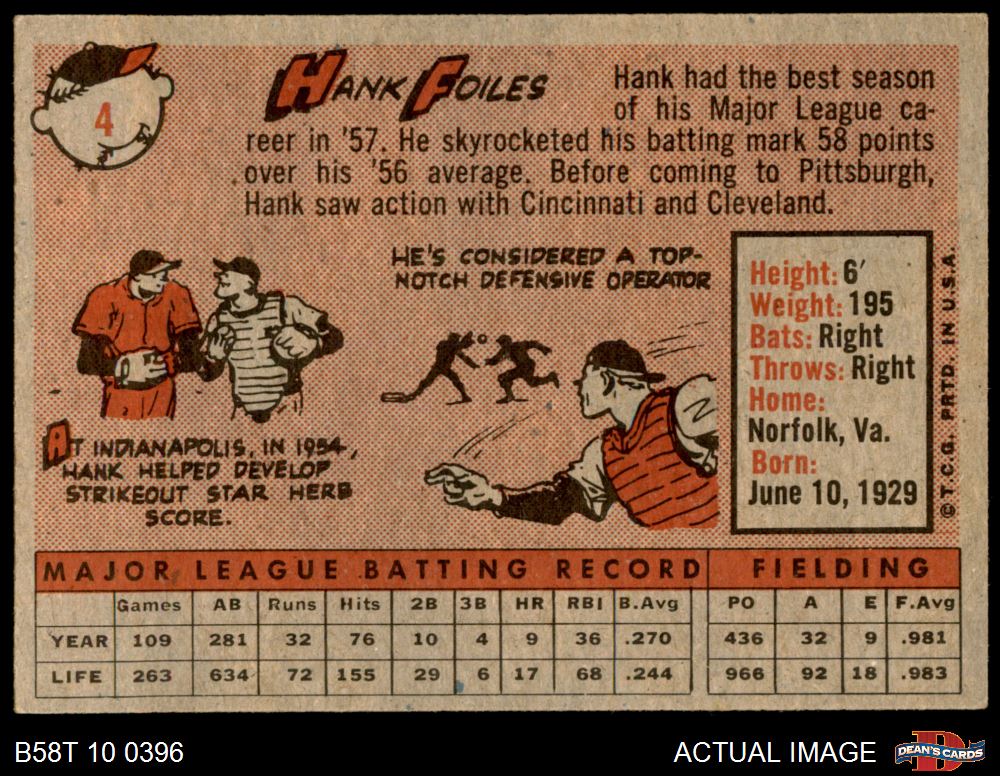 4
HANK FOILES
Hank had the best season
of his Major League ca-
reer in '57. He skyrocketed his batting mark 58 points
over his '56 average. Before coming to Pittsburgh,
Hank saw action with Cincinnati and Cleveland.
HE'S CONSIDERED A TOP-
NOTCH DEFENSIVE OPERATOR
AT INDIANAPOLIS, IN 1954,
HANK HELPED DEVELOP
STRIKEOUT STAR HERB
SCORE.
Height: 6'
Weight: 195
Bats: Right
Throws: Right
Home:
Norfolk, Va.
Born:
June 10, 1929
©T.C.G. PRTD. IN U.S.A.
MAJOR LEAGUE BATTING RECORD FIELDING
Games AB Runs Hits 2B 3B HR RBI B.Avg PO A E F.Avg
YEAR 109 281 32 76 10 4 9 36 .270 436 32 9 .981
LIFE 263 634 72 155 29 6 17 68 .244 966 92 18 .983
B58T 10 0396 ACTUAL IMAGE DEAN'S CARDS